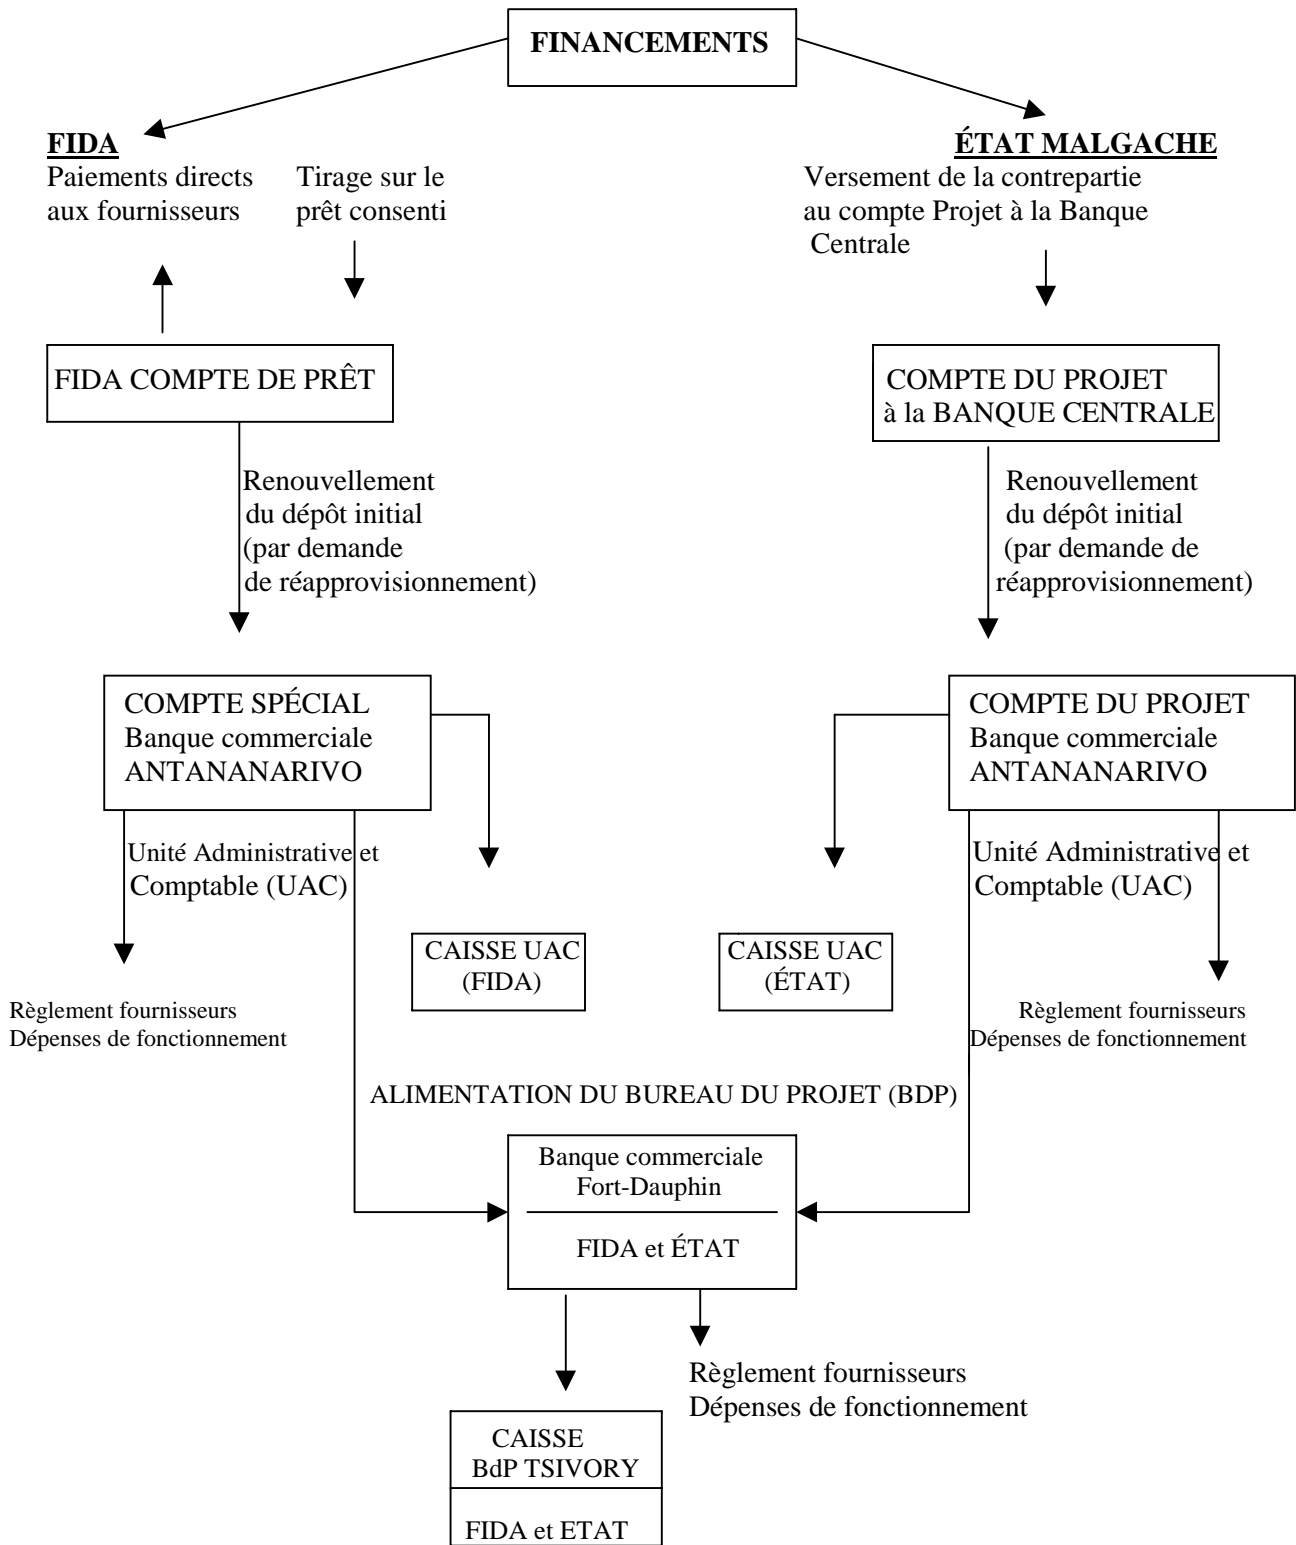 FINANCEMENTS
FIDA
Paiements directs
aux fournisseurs
Tirage sur le
prêt consenti
ÉTAT MALGACHE
Versement de la contrepartie
au compte Projet à la Banque
Centrale
FIDA COMPTE DE PRÊT
COMPTE DU PROJET
à la BANQUE CENTRALE
Renouvellement
du dépôt initial
(par demande
de réapprovisionnement)
Renouvellement
du dépôt initial
(par demande de
réapprovisionnement)
COMPTE SPÉCIAL
Banque commerciale
ANTANANARIVO
COMPTE DU PROJET
Banque commerciale
ANTANANARIVO
Unité Administrative et
Comptable (UAC)
Unité Administrative et
Comptable (UAC)
CAISSE UAC
(FIDA)
CAISSE UAC
(ÉTAT)
Règlement fournisseurs
Dépenses de fonctionnement
Règlement fournisseurs
Dépenses de fonctionnement
ALIMENTATION DU BUREAU DU PROJET (BDP)
Banque commerciale
Fort-Dauphin
FIDA et ÉTAT
Règlement fournisseurs
Dépenses de fonctionnement
CAISSE
BdP TSIVORY
FIDA et ETAT